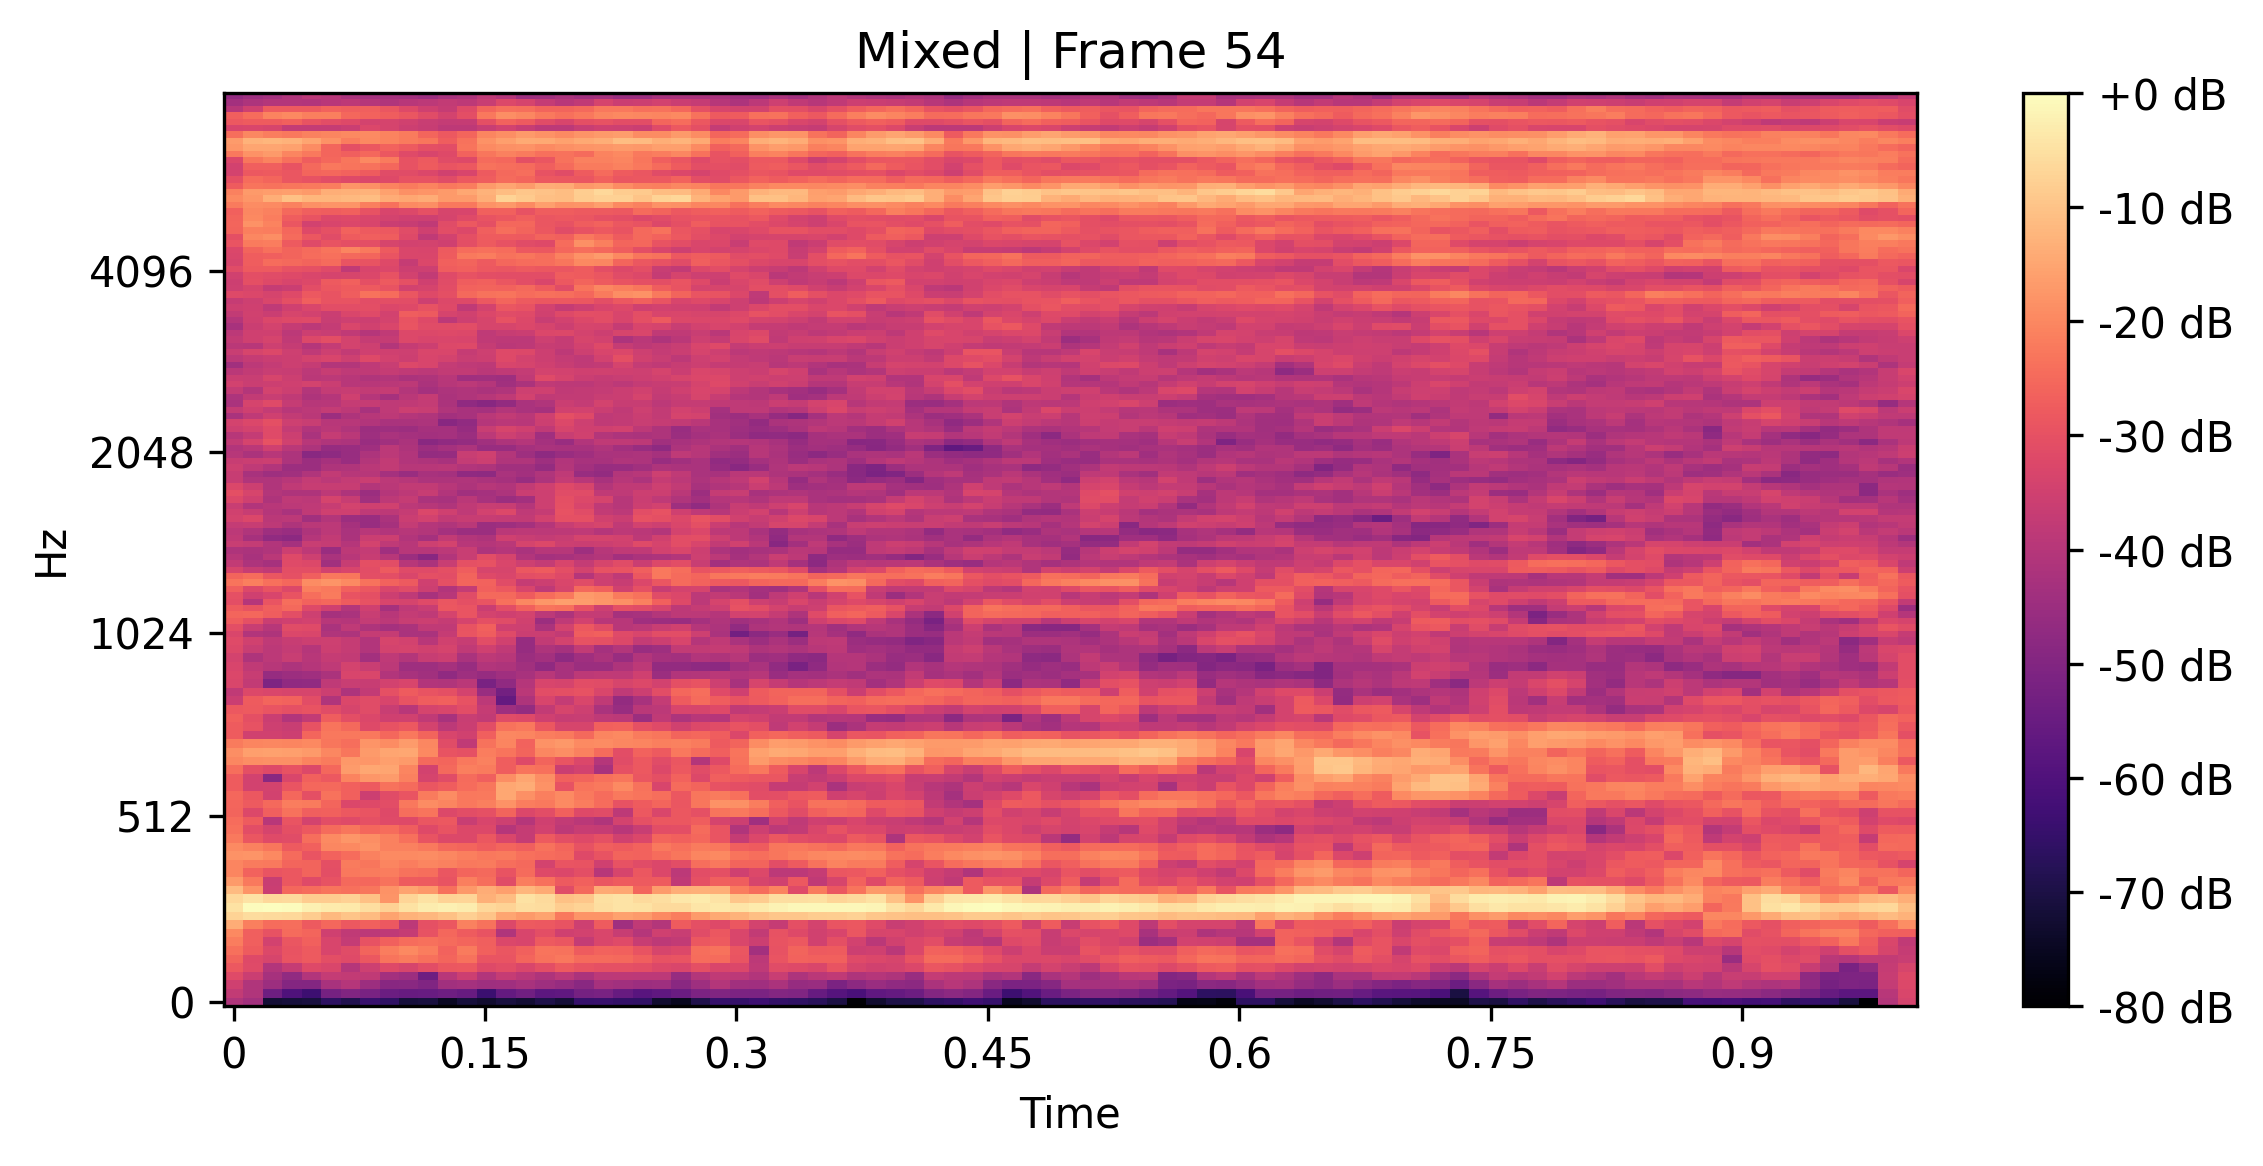 Mixed | Frame 54
+0 dB
-10 dB
-20 dB
-30 dB
-40 dB
-50 dB
-60 dB
-70 dB
-80 dB
4096
2048
1024
512
0
Hz
0 0.15 0.3 0.45 0.6 0.75 0.9
Time